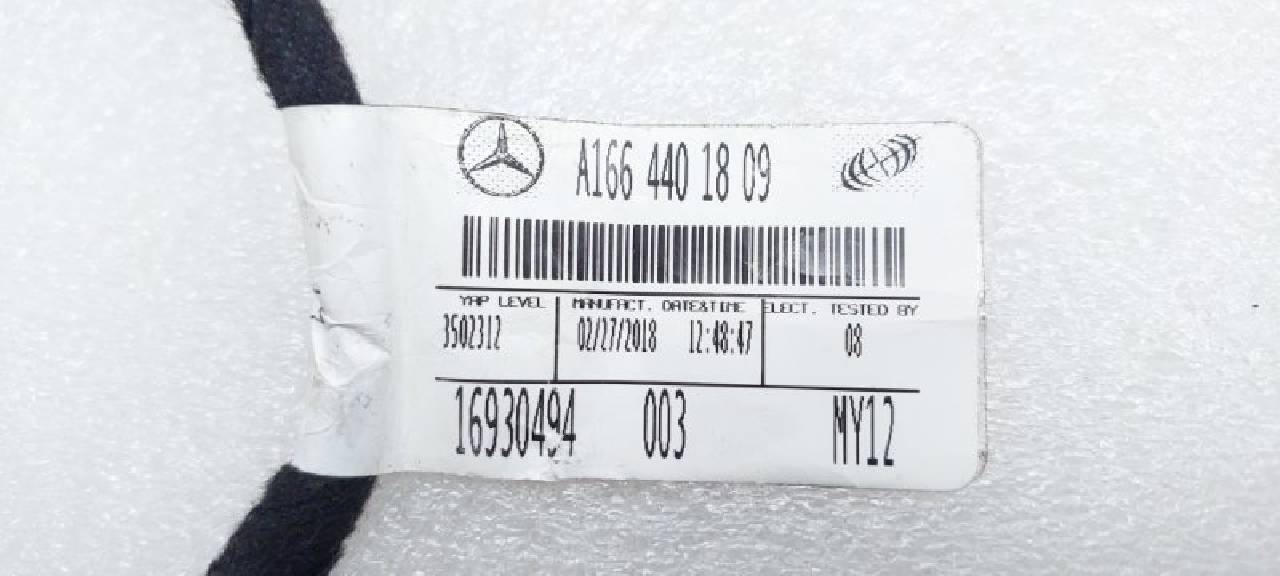 A166 440 18 09
YAP LEVEL MANUFACT. DATE&TIME ELECT. TESTED BY
3502312 02/27/2018 12:48:47 08
16930494 003 MY12